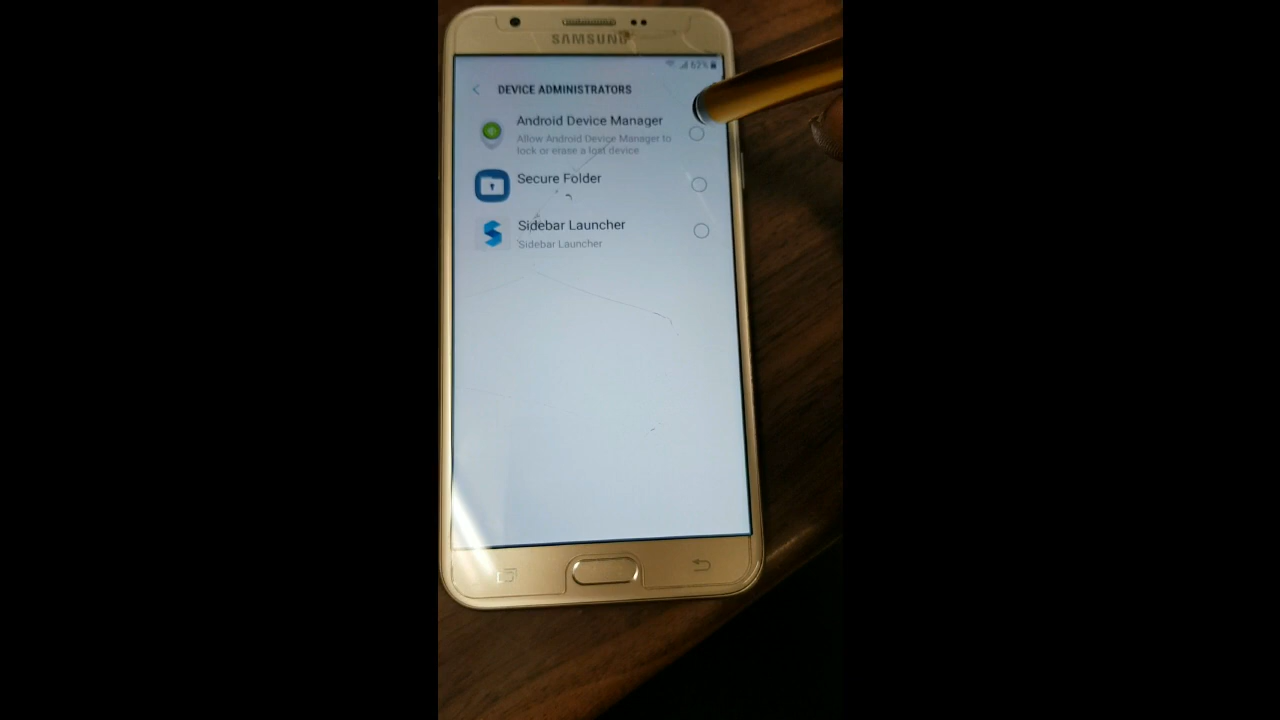 SAMSUNG
62%
DEVICE ADMINISTRATORS
Android Device Manager
Allow Android Device Manager to
lock or erase a lost device
Secure Folder
Sidebar Launcher
Sidebar Launcher